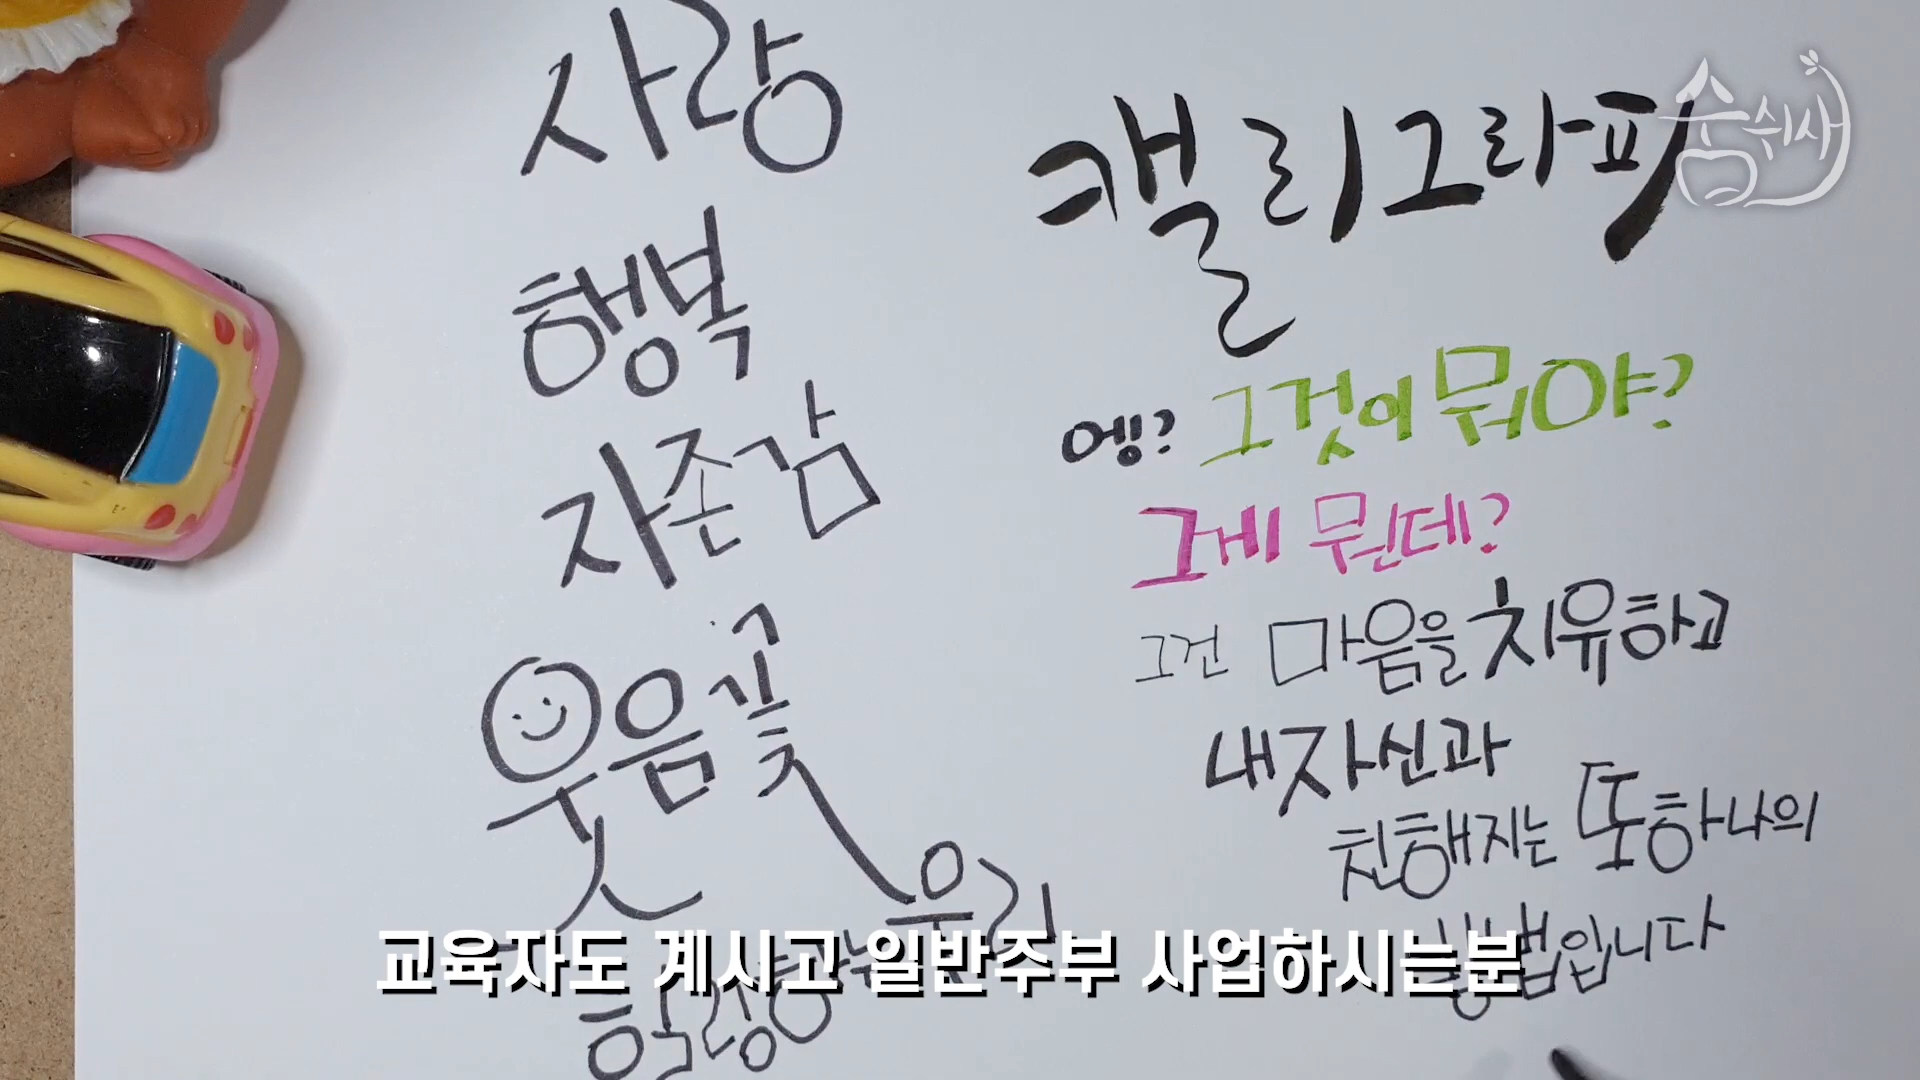 사랑
행복
자존감
웃음꽃
우리
캘리그라피
엥? 그것이 뭐야?
그게 뭔데?
그건 마음을 치유하고
내 자신과
친해지는 또 하나의
방법입니다
숨쉬사
교육자도 계시고 일반주부 사업하시는분